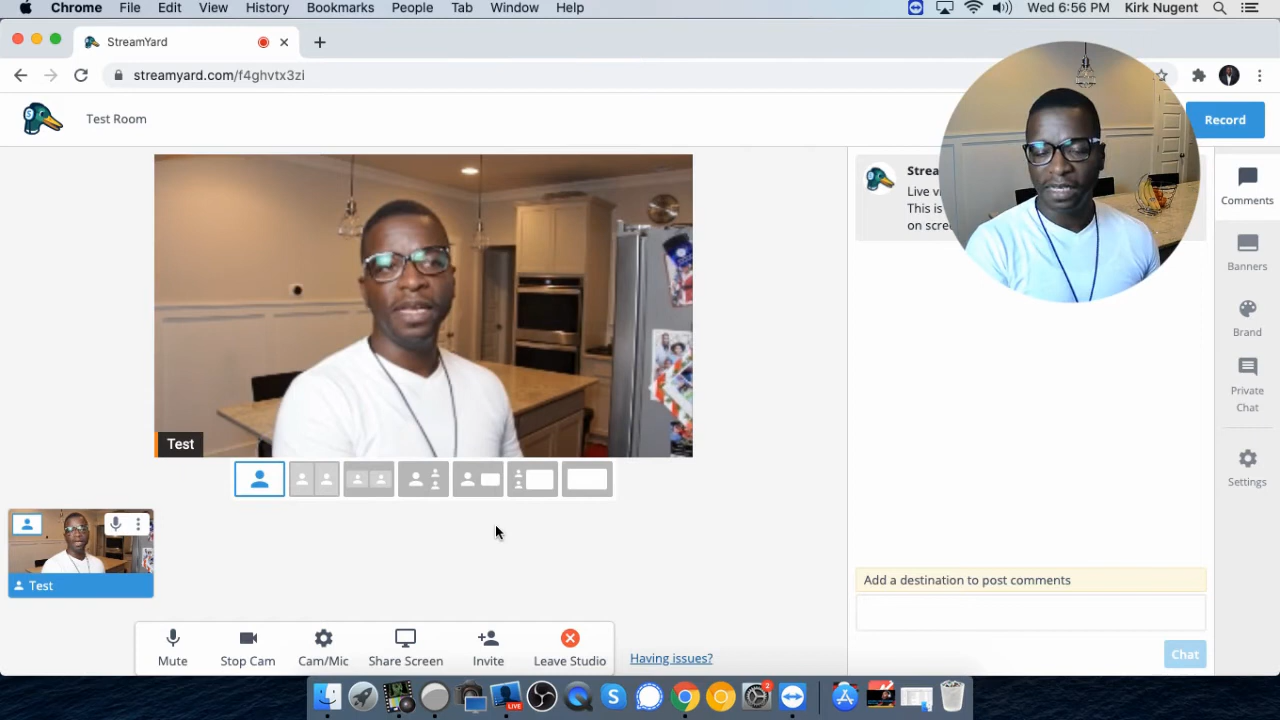 Chrome File Edit View History Bookmarks People Tab Window Help Wed 6:56 PM Kirk Nugent
StreamYard
streamyard.com/f4ghvtx3zi
Test Room
Record
Strea
Live v
This is
on scre
Comments
Banners
Brand
Private
Chat
Settings
Test
Test
Add a destination to post comments
Chat
Mute Stop Cam Cam/Mic Share Screen Invite Leave Studio Having issues?
LIVE
2